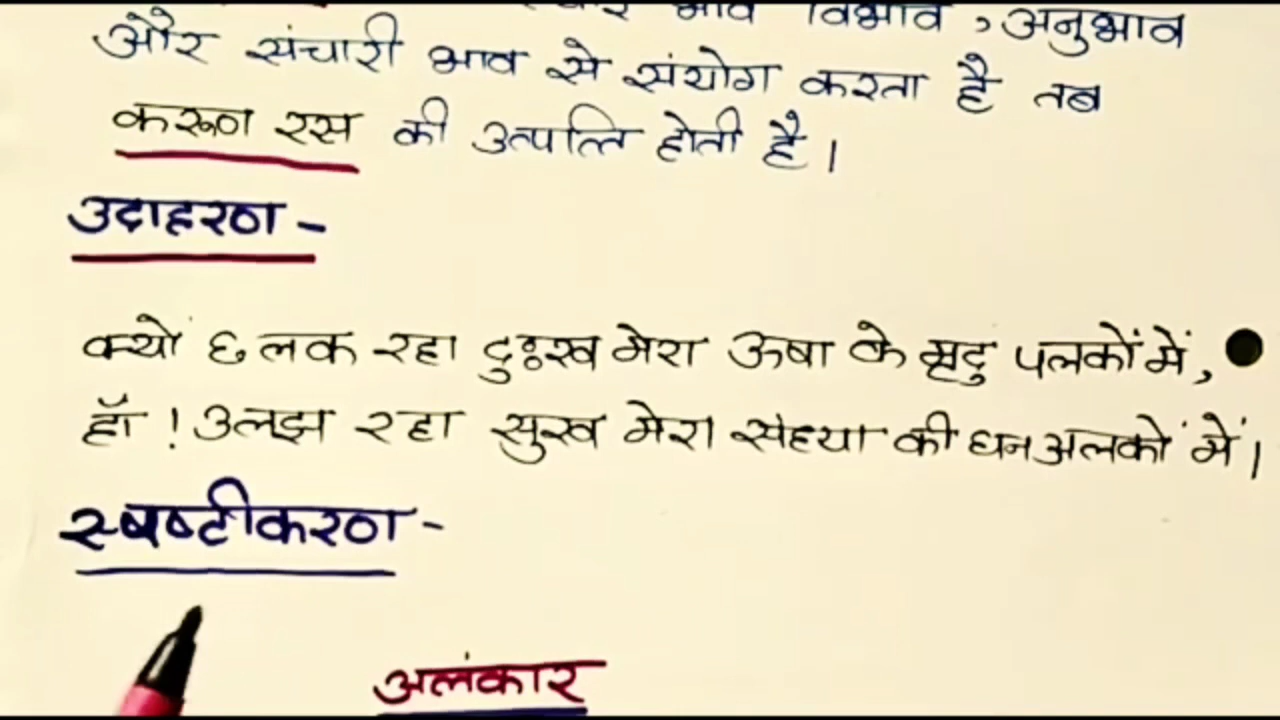 भाव विभाव, अनुभाव
और संचारी भाव से संयोग करता है तब
करूण रस की उत्पत्ति होती है।
उदाहरण -
क्यों छलक रहा दुःख मेरा ऊषा के मृदु पलकों में,
हॉ ! उलझ रहा सुख मेरा संध्या की घन अलकों में।
स्पष्टीकरण -
अलंकार